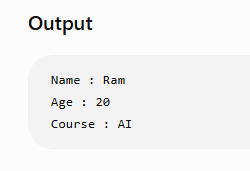 Output
Name : Ram
Age : 20
Course : AI